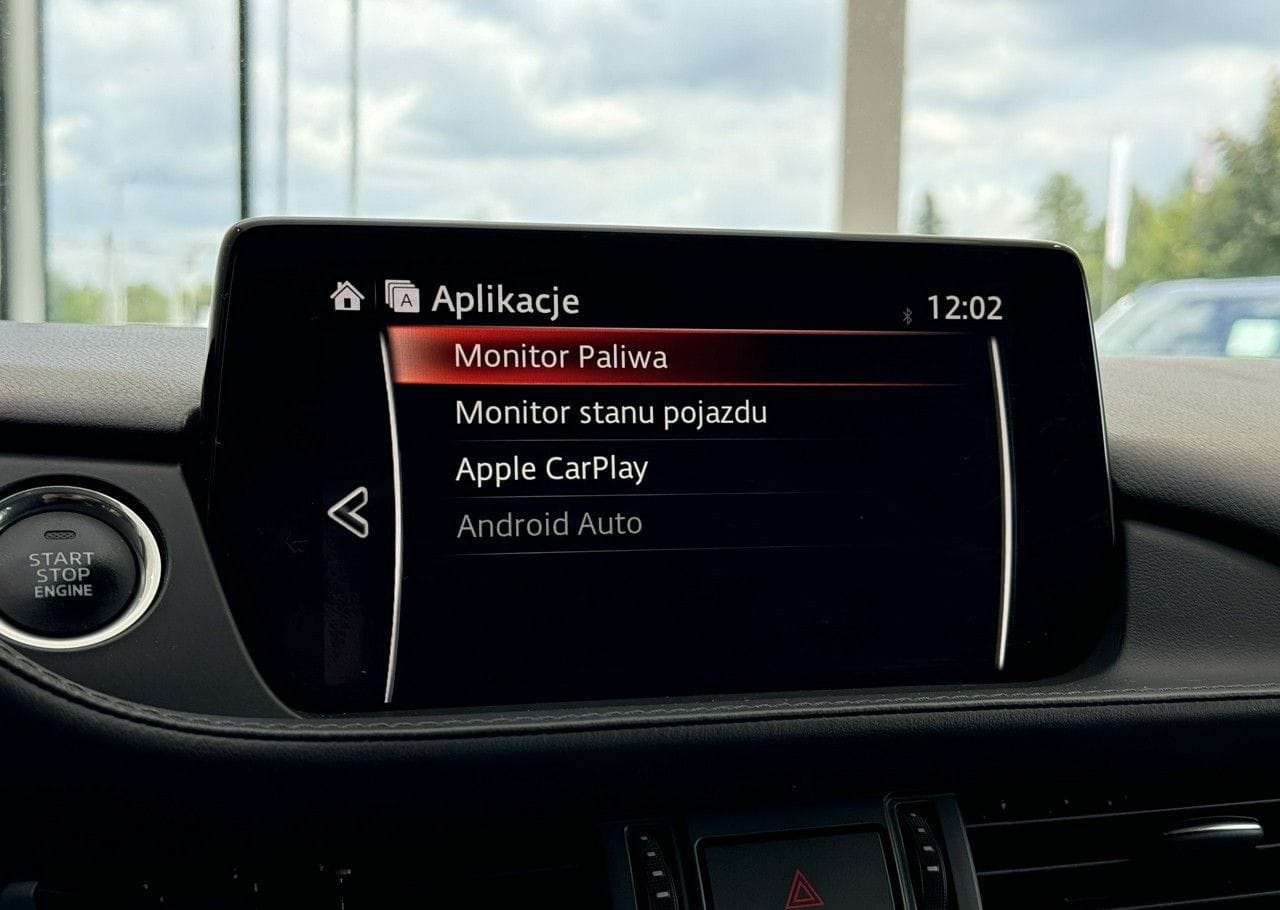 Aplikacje
12:02
Monitor Paliwa
Monitor stanu pojazdu
Apple CarPlay
Android Auto
START
STOP
ENGINE